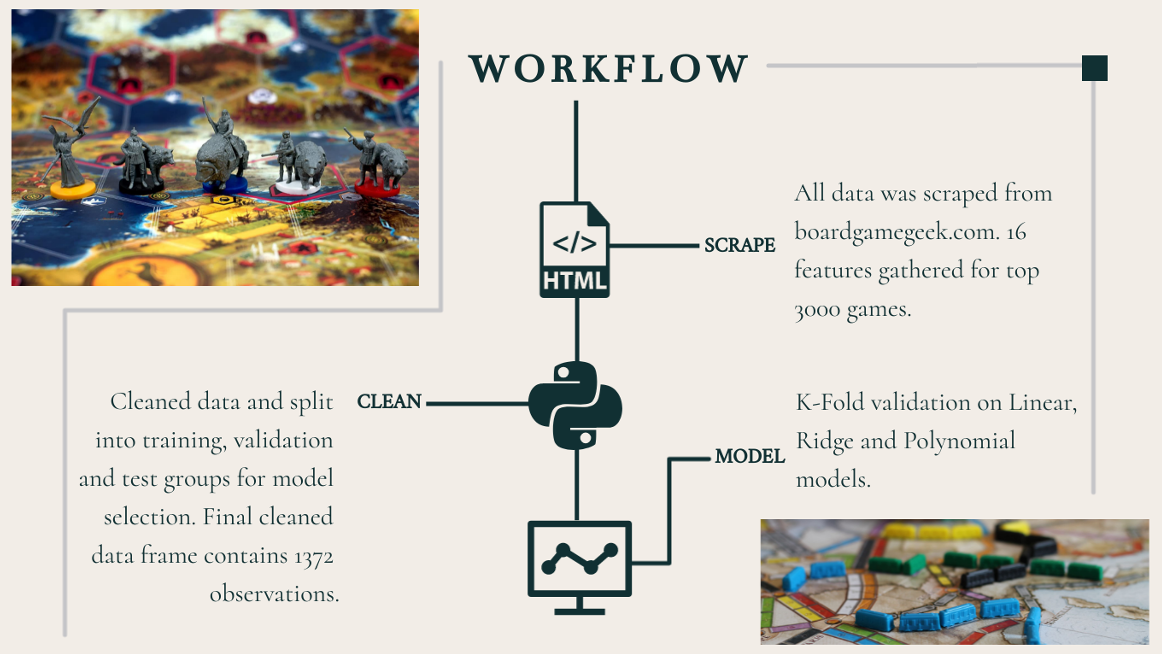 WORKFLOW
</>
HTML
SCRAPE
All data was scraped from
boardgamegeek.com. 16
features gathered for top
3000 games.
CLEAN
Cleaned data and split
into training, validation
and test groups for model
selection. Final cleaned
data frame contains 1372
observations.
MODEL
K-Fold validation on Linear,
Ridge and Polynomial
models.